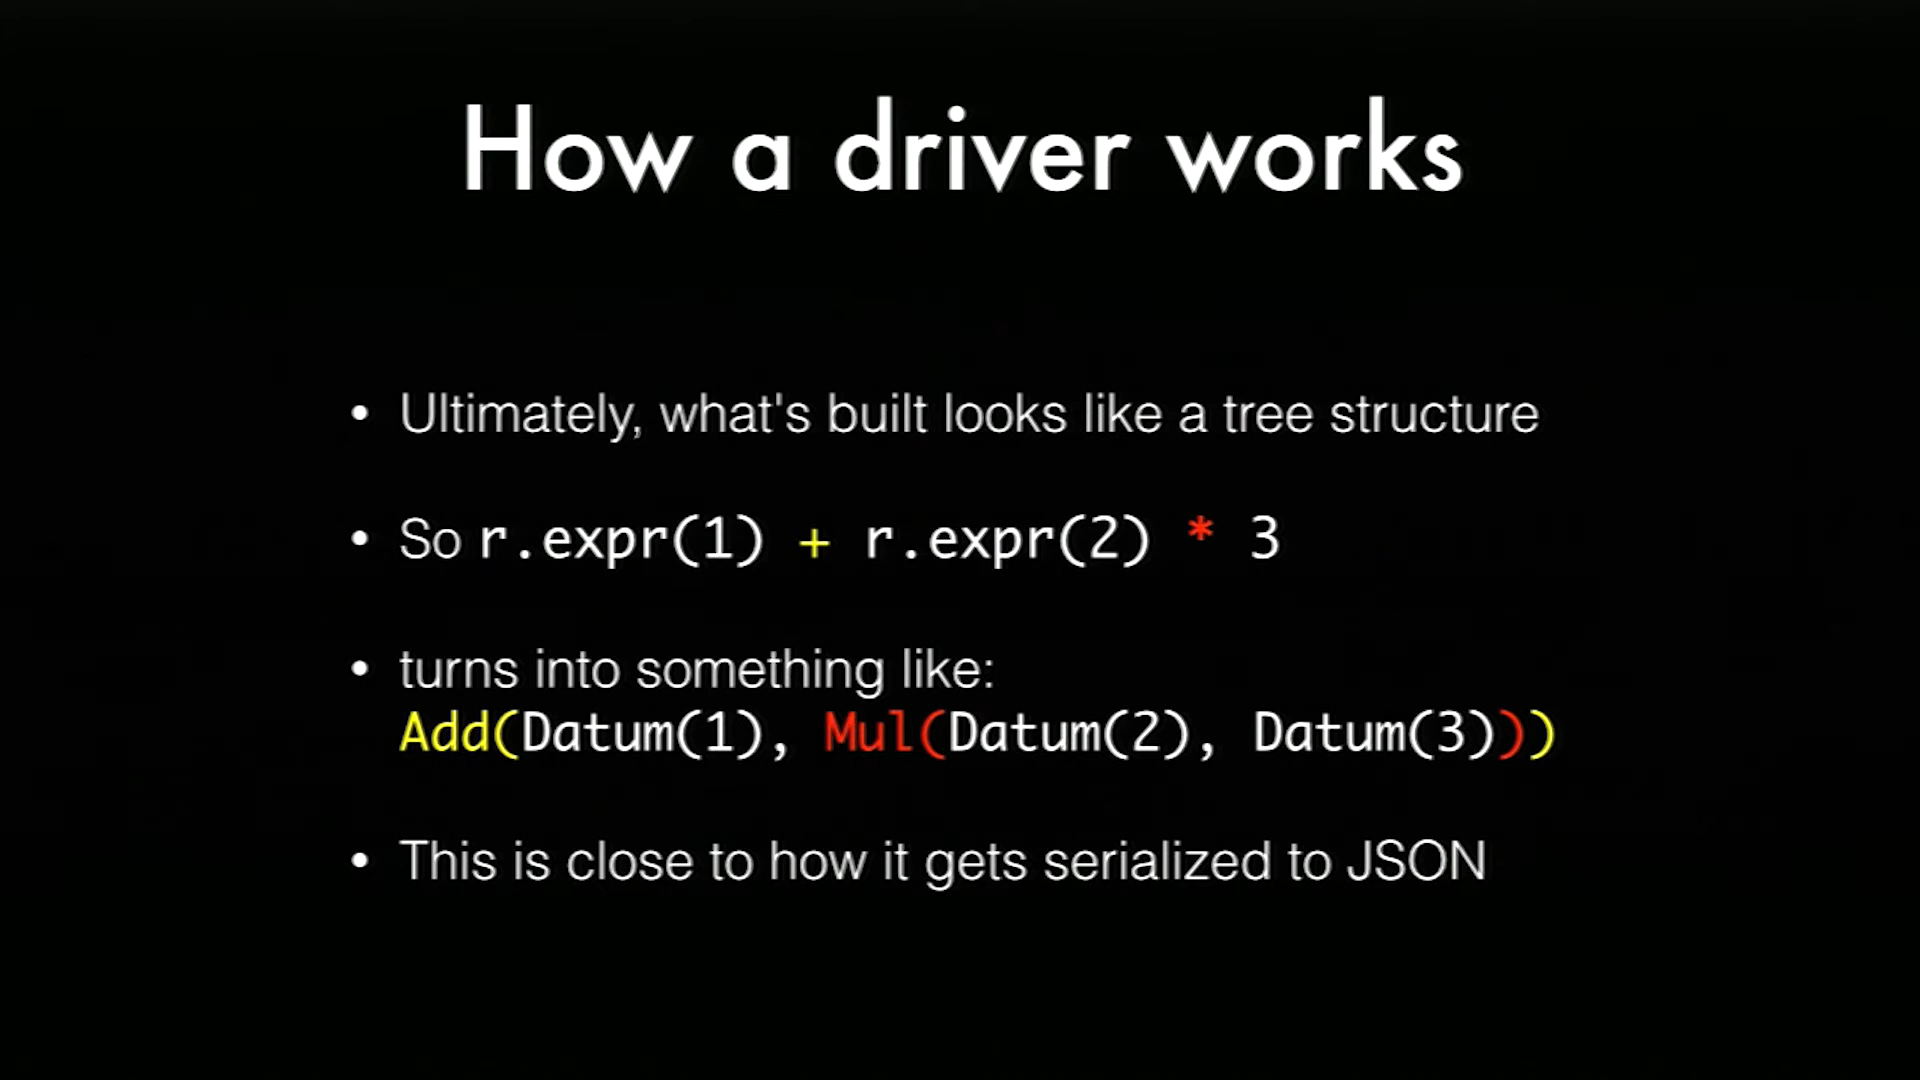 How a driver works
• Ultimately, what's built looks like a tree structure
• So r.expr(1) + r.expr(2) * 3
• turns into something like:
Add(Datum(1), Mul(Datum(2), Datum(3)))
• This is close to how it gets serialized to JSON